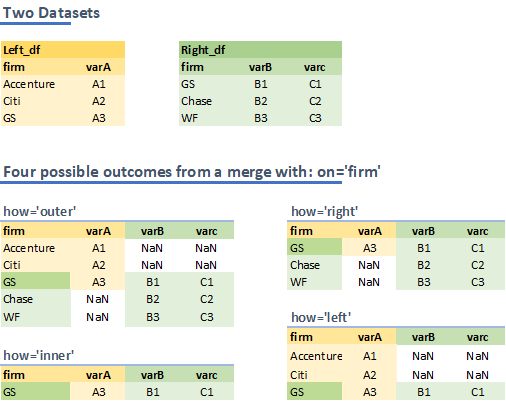 Two Datasets
Left_df
firm varA
Accenture A1
Citi A2
GS A3
Right_df
firm varB varc
GS B1 C1
Chase B2 C2
WF B3 C3
Four possible outcomes from a merge with: on='firm'
how='outer'
firm varA varB varc
Accenture A1 NaN NaN
Citi A2 NaN NaN
GS A3 B1 C1
Chase NaN B2 C2
WF NaN B3 C3
how='inner'
firm varA varB varc
GS A3 B1 C1
how='right'
firm varA varB varc
GS A3 B1 C1
Chase NaN B2 C2
WF NaN B3 C3
how='left'
firm varA varB varc
Accenture A1 NaN NaN
Citi A2 NaN NaN
GS A3 B1 C1